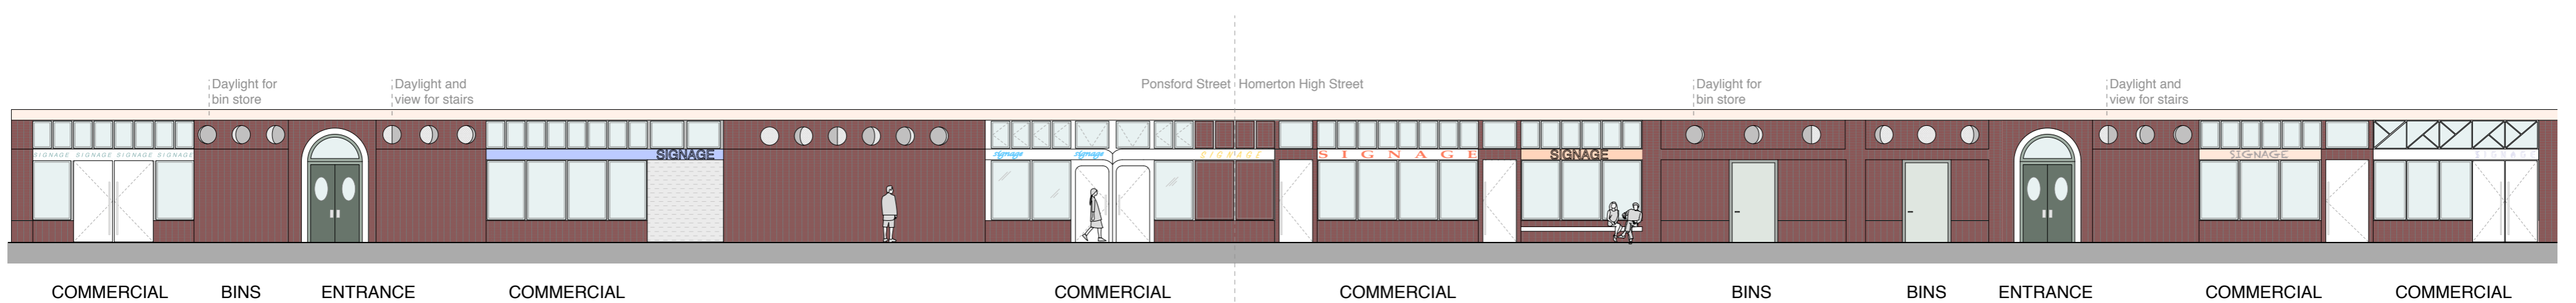 Daylight for
bin store
Daylight and
view for stairs
Ponsford Street
Homerton High Street
Daylight for
bin store
Daylight and
view for stairs
SIGNAGE SIGNAGE SIGNAGE SIGNAGE
SIGNAGE
signage
signage
SIGNAGE
SIGNAGE
SIGNAGE
SIGNAGE
SIGNAGE
COMMERCIAL
BINS
ENTRANCE
COMMERCIAL
COMMERCIAL
COMMERCIAL
BINS
BINS
ENTRANCE
COMMERCIAL
COMMERCIAL